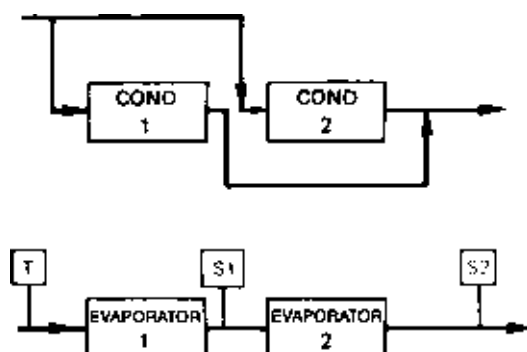 COND COND
1 2
T S1 S2
EVAPORATOR EVAPORATOR
1 2